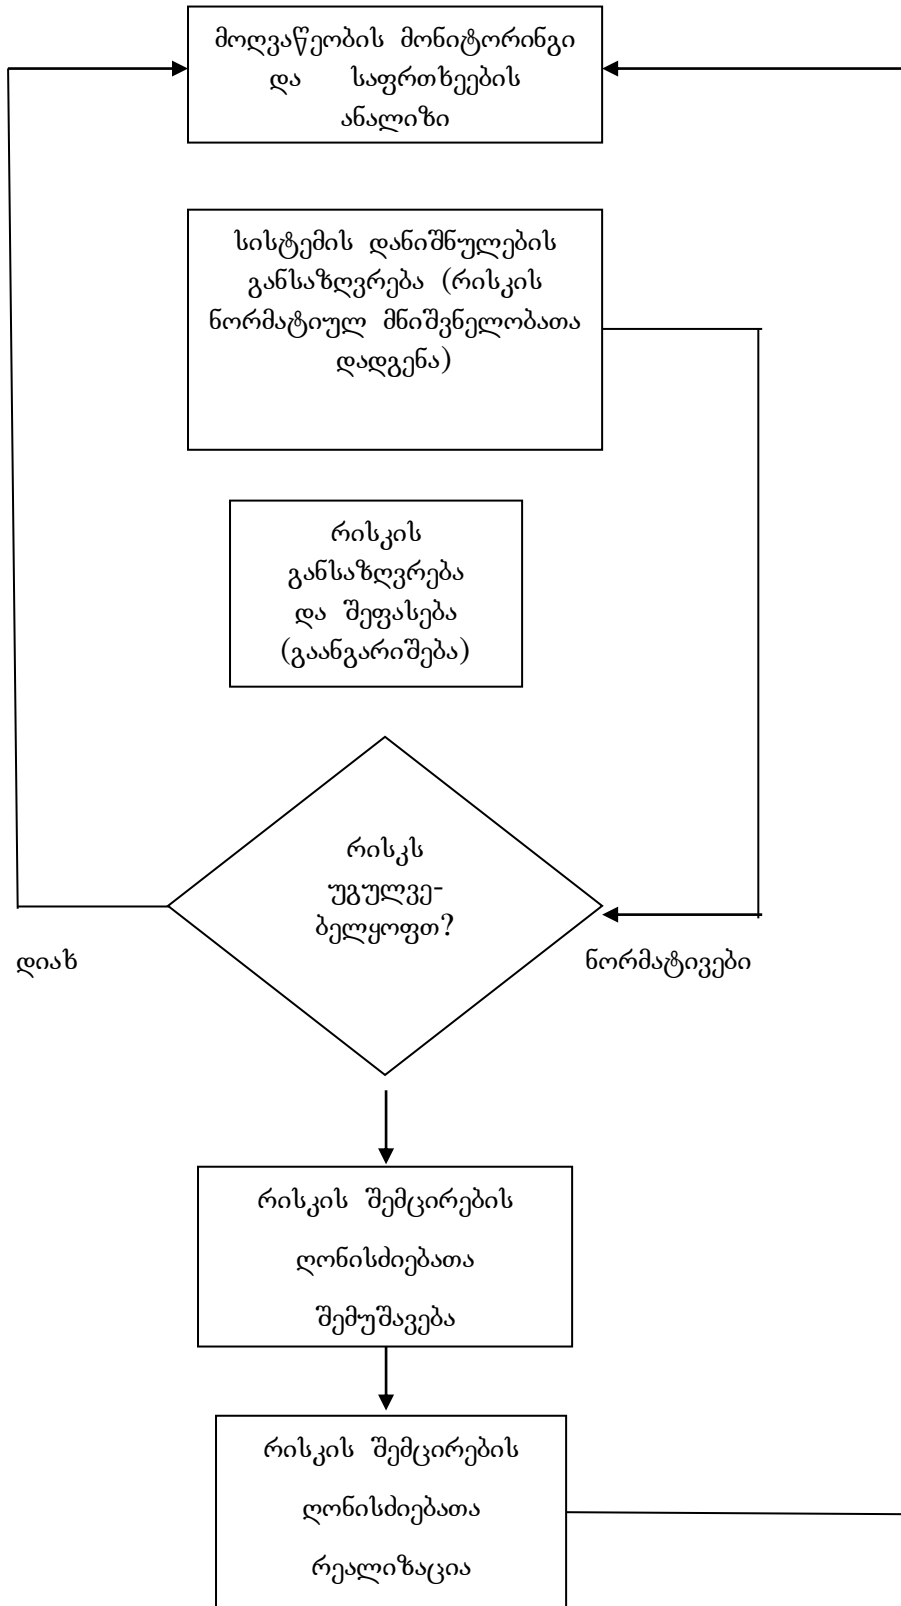 მოღვაწეობის მონიტორინგი
და საფრთხეების
ანალიზი
სისტემის დანიშნულების
განსაზღვრება (რისკის
ნორმატიულ მნიშვნელობათა
დადგენა)
რისკის
განსაზღვრება
და შეფასება
(გაანგარიშება)
რისკს
უგულვე-
ბელყოფთ?
დიახ
ნორმატივები
რისკის შემცირების
ღონისძიებათა
შემუშავება
რისკის შემცირების
ღონისძიებათა
რეალიზაცია